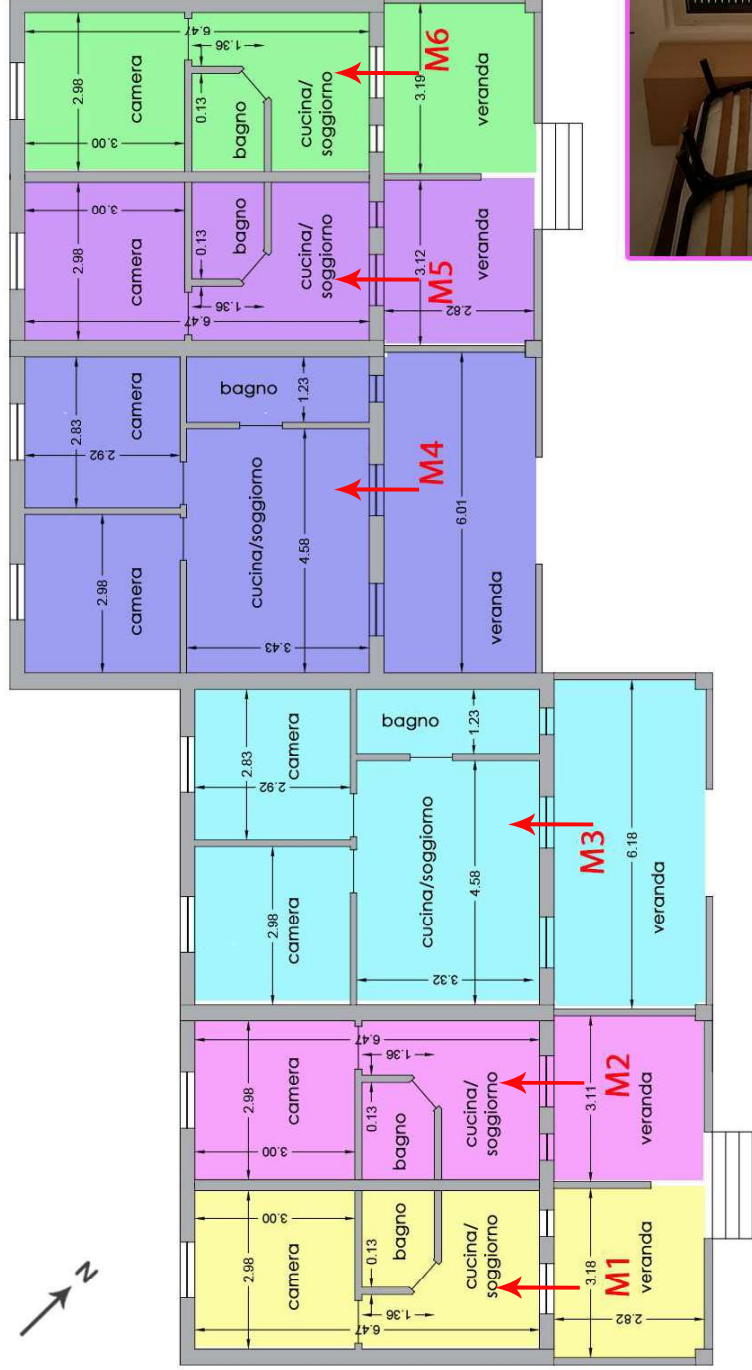 N
M6
camera
2.98
3.00
6.47
1.36
0.13
bagno
cucina/
soggiorno
3.19
veranda
M5
camera
2.98
3.00
6.47
1.36
0.13
bagno
cucina/
soggiorno
3.12
2.82
veranda
M4
camera
2.83
2.92
camera
2.98
bagno
1.23
cucina/soggiorno
4.58
3.43
6.01
veranda
M3
camera
2.83
2.92
camera
2.98
bagno
1.23
cucina/soggiorno
4.58
3.32
6.18
veranda
M2
camera
2.98
3.00
6.47
1.36
0.13
bagno
cucina/
soggiorno
3.11
veranda
M1
camera
2.98
3.00
6.47
1.36
0.13
bagno
cucina/
soggiorno
3.18
2.82
veranda